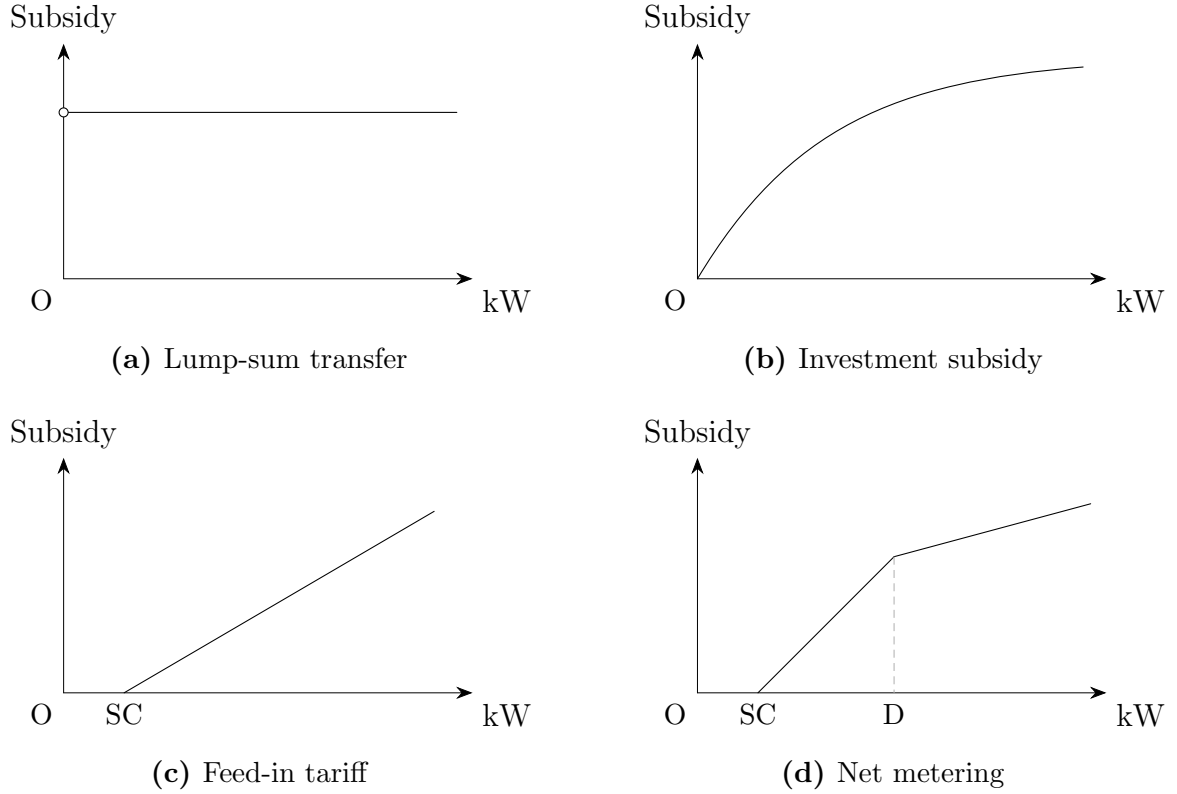 Subsidy
O
kW
(a) Lump-sum transfer
Subsidy
O
kW
(b) Investment subsidy
Subsidy
O
SC
kW
(c) Feed-in tariff
Subsidy
O
SC
D
kW
(d) Net metering